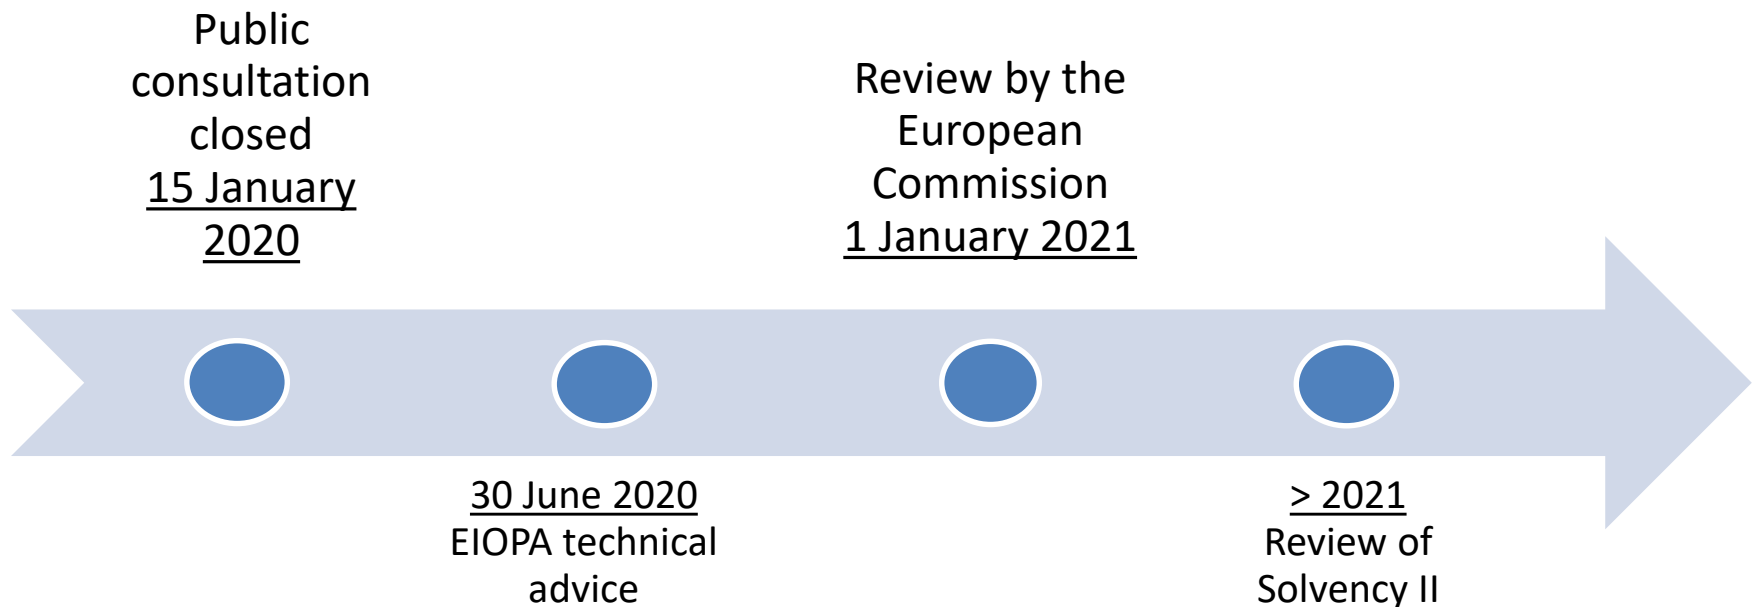 Public
consultation
closed
15 January
2020
30 June 2020
EIOPA technical
advice
Review by the
European
Commission
1 January 2021
> 2021
Review of
Solvency II